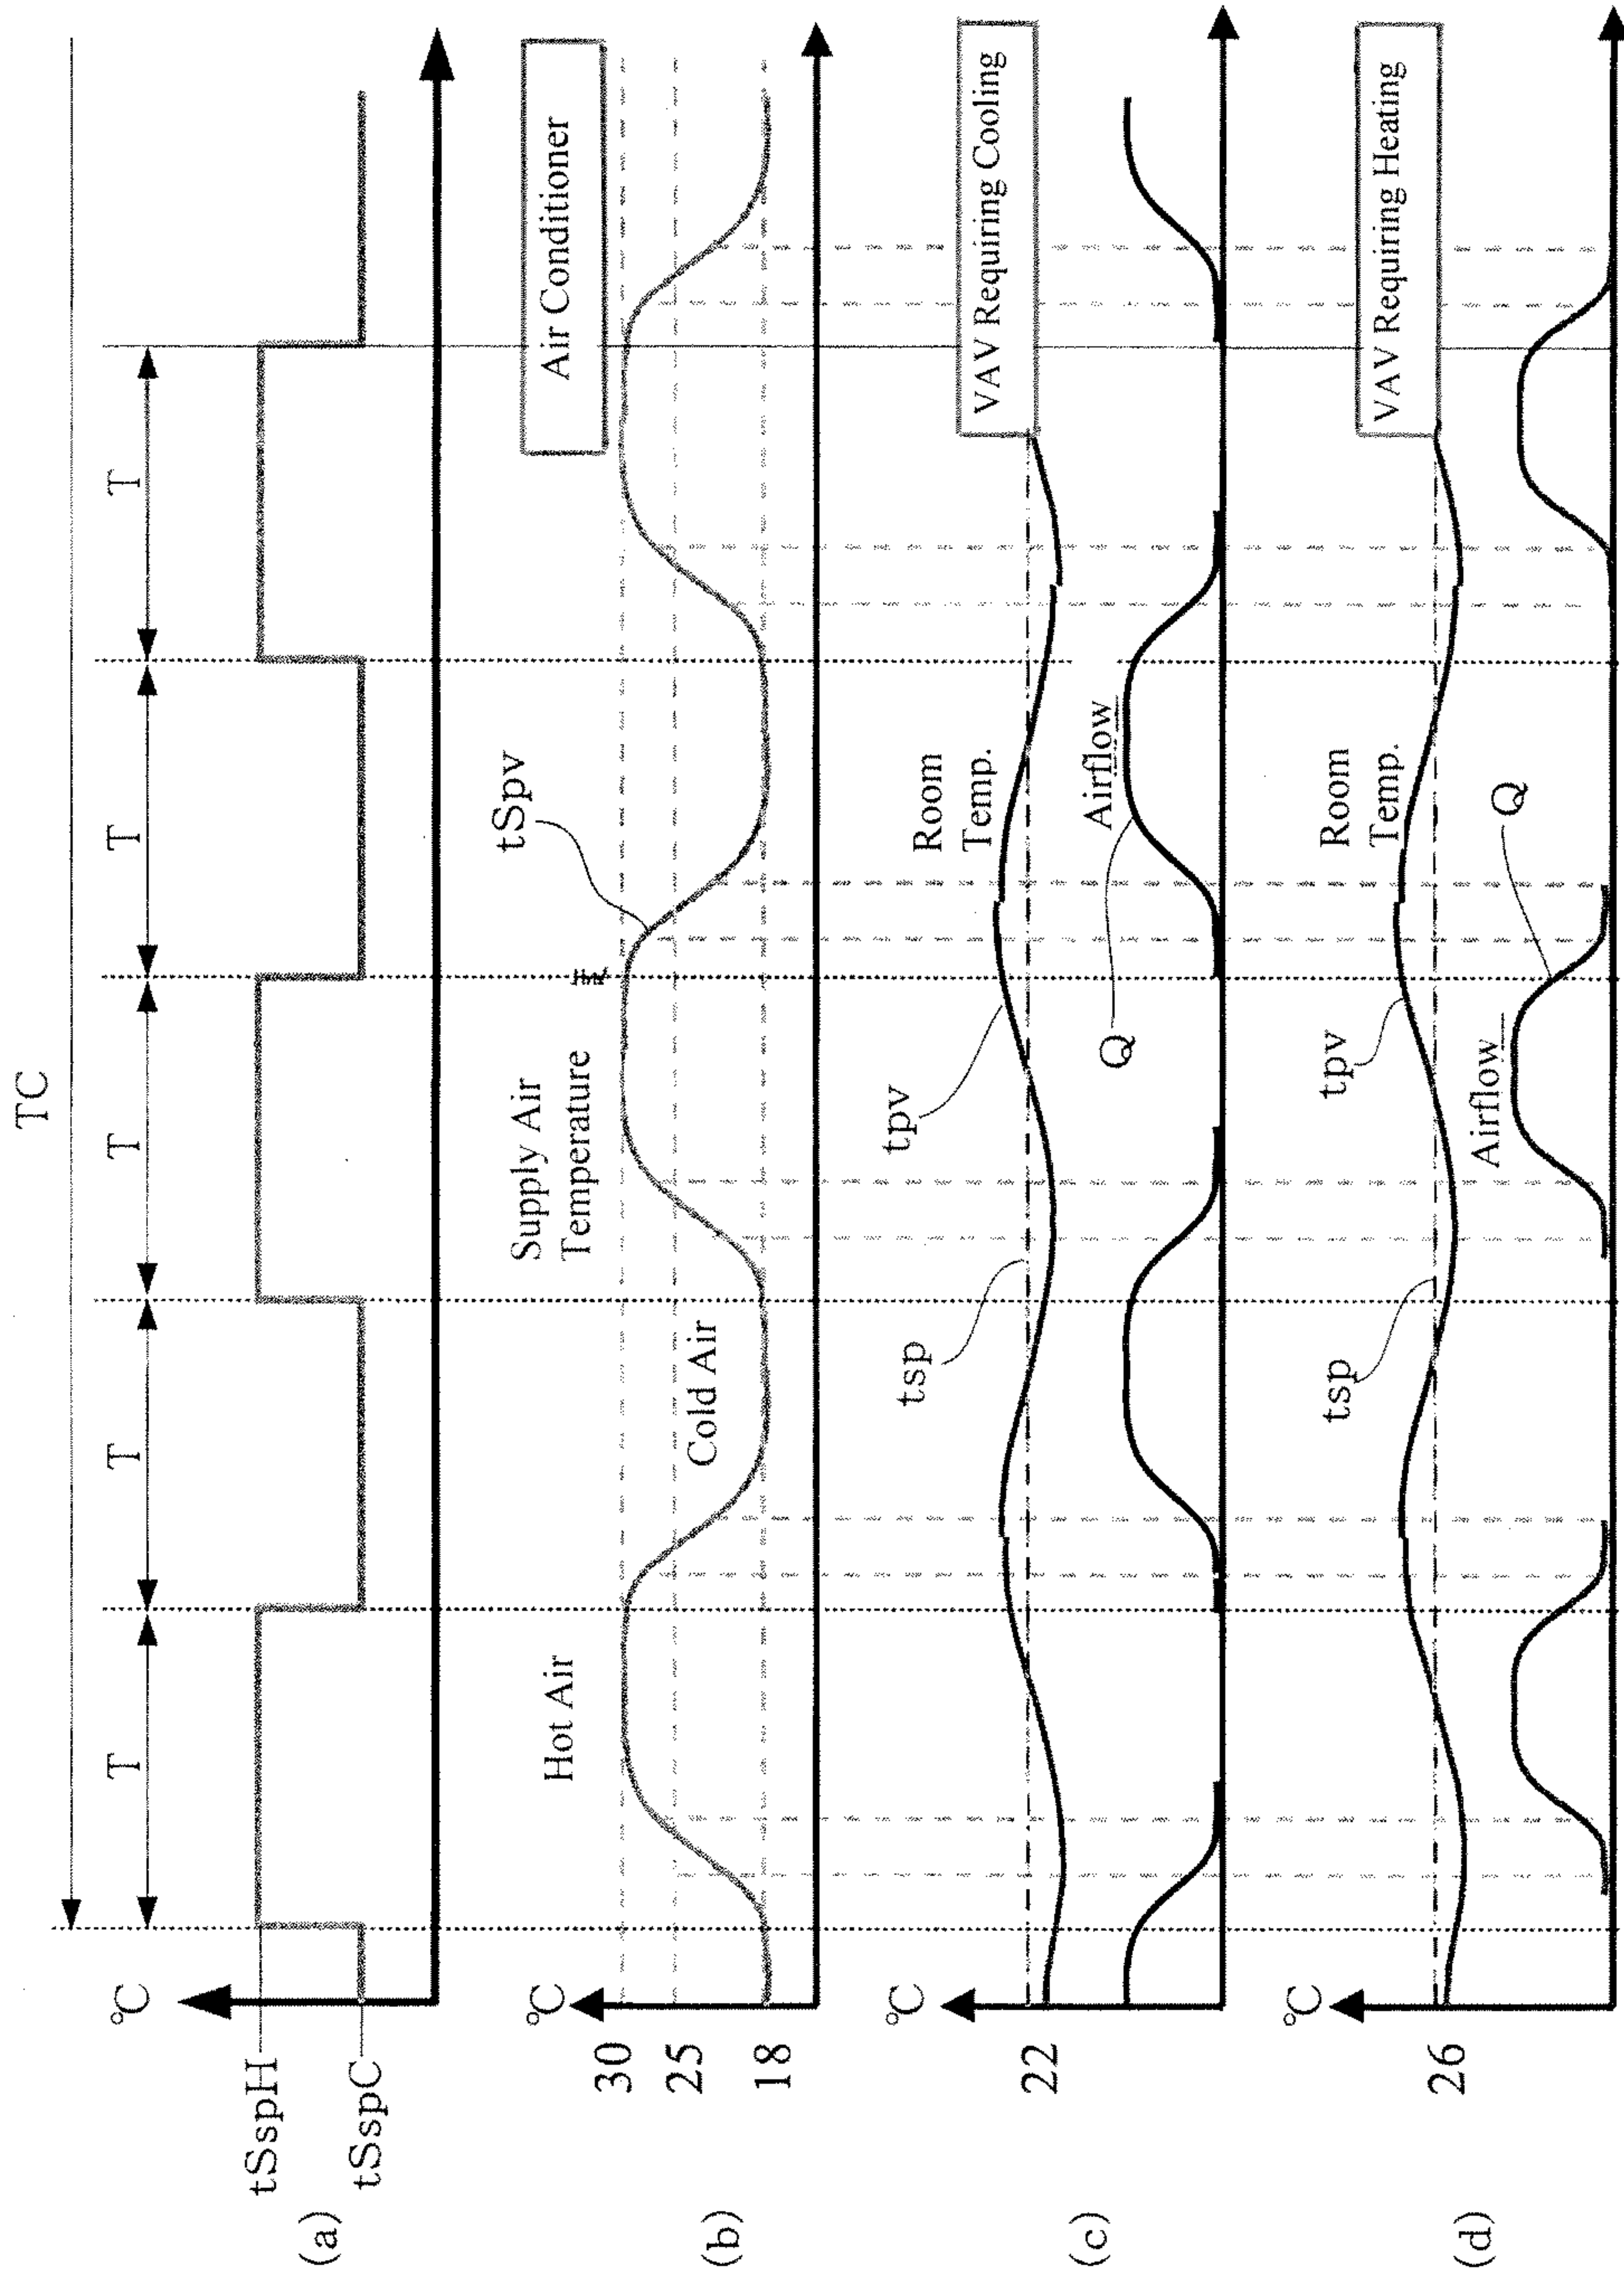 TC
T
T
T
T
T
°C
tSspH
tSspC
(a)
Air Conditioner
tSpv
Supply Air
Temperature
Hot Air
Cold Air
°C
30
25
18
(b)
VAV Requiring Cooling
Room
Temp.
Airflow
Q
tpv
tsp
°C
22
(c)
VAV Requiring Heating
Room
Temp.
Q
Airflow
tpv
tsp
°C
26
(d)